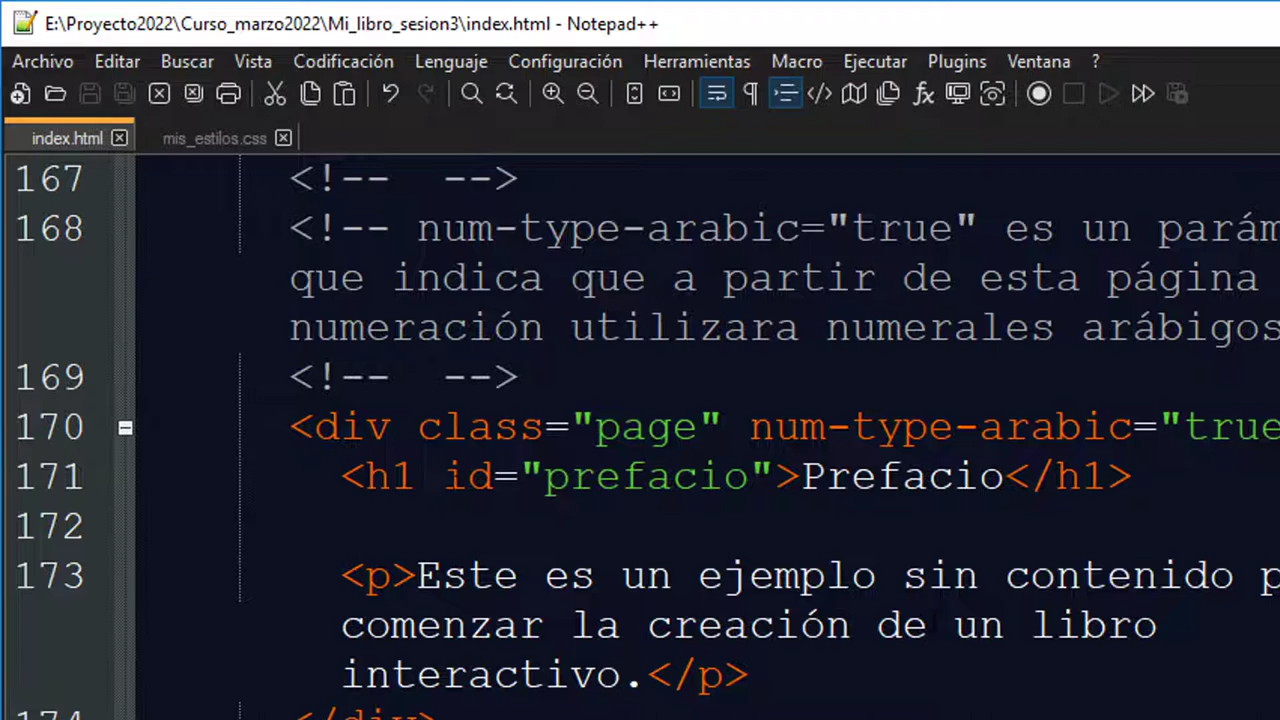 E:\Proyecto2022\Curso_marzo2022\Mi_libro_sesion3\index.html - Notepad++
Archivo Editar Buscar Vista Codificación Lenguaje Configuración Herramientas Macro Ejecutar Plugins Ventana ?
index.html mis_estilos.css
167 <!--  -->
168 <!-- num-type-arabic="true" es un parám
que indica que a partir de esta página
numeración utilizara numerales arábigos
169 <!--  -->
170 <div class="page" num-type-arabic="true
171 <h1 id="prefacio">Prefacio</h1>
172
173 <p>Este es un ejemplo sin contenido p
comenzar la creación de un libro
interactivo.</p>
174 </div>